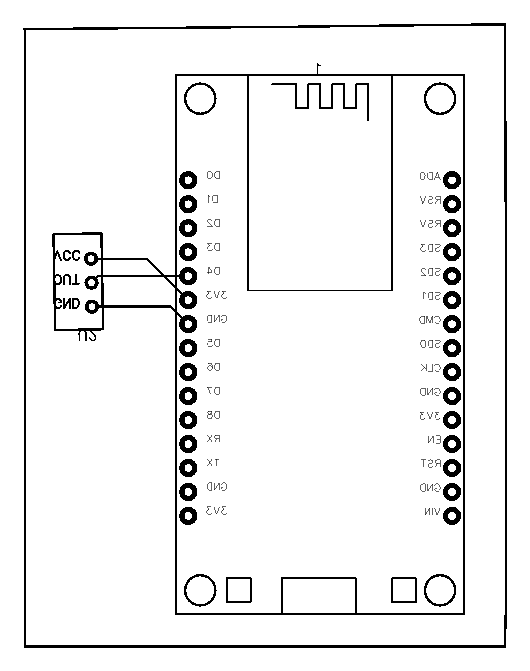 1
D0 AD0
D1 RSV
D2 RSV
D3 SD3
D4 SD2
3V3 SD1
GND CMD
D5 SD0
D6 CLK
D7 GND
D8 3V3
RX EN
TX RST
GND GND
3V3 VIN
VCC
OUT
GND
U2